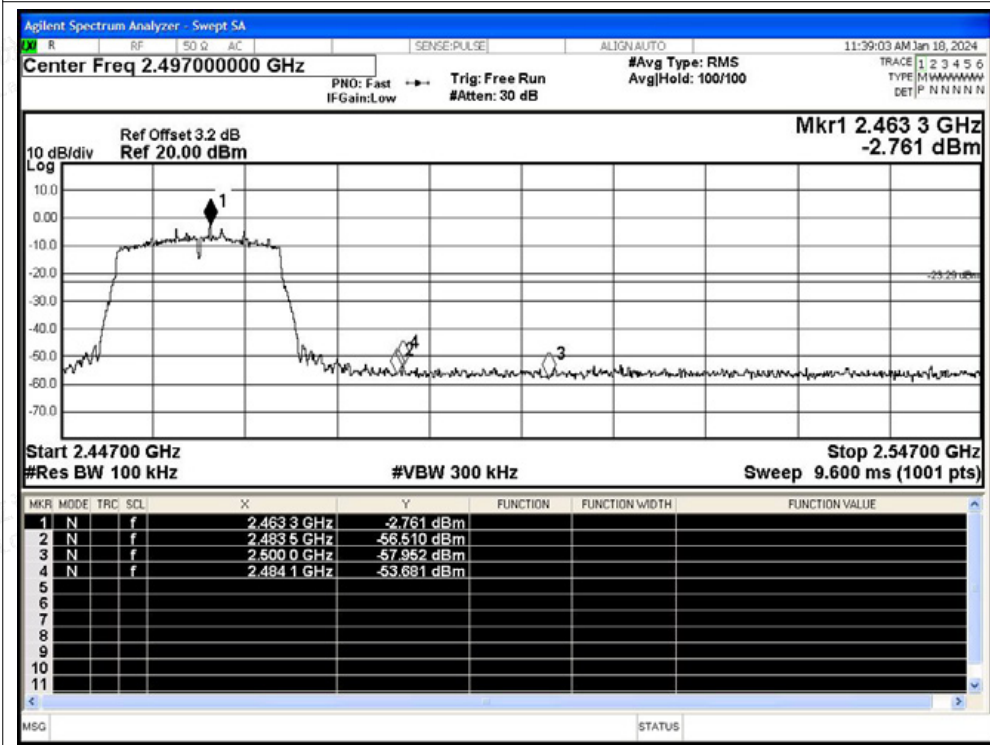 Agilent Spectrum Analyzer - Swept SA
LXI R RF 50 Ω AC SENSE:PULSE ALIGNAUTO 11:39:03 AM Jan 18, 2024
Center Freq 2.497000000 GHz
PNO: Fast
IFGain:Low
Trig: Free Run
#Atten: 30 dB
#Avg Type: RMS
Avg|Hold: 100/100
TRACE 1 2 3 4 5 6
TYPE MWWWWW
DET P N N N N N
Ref Offset 3.2 dB
10 dB/div Ref 20.00 dBm
Log
Mkr1 2.463 3 GHz
-2.761 dBm
10.0
0.00
-10.0
-20.0
-30.0
-40.0
-50.0
-60.0
-70.0
1
-23.29 dBm
4
2
3
Start 2.44700 GHz Stop 2.54700 GHz
#Res BW 100 kHz #VBW 300 kHz Sweep 9.600 ms (1001 pts)
MKR MODE TRC SCL X Y FUNCTION FUNCTION WIDTH FUNCTION VALUE
1 N f 2.463 3 GHz -2.761 dBm
2 N f 2.483 5 GHz -56.510 dBm
3 N f 2.500 0 GHz -57.952 dBm
4 N f 2.484 1 GHz -53.681 dBm
5
6
7
8
9
10
11
MSG STATUS